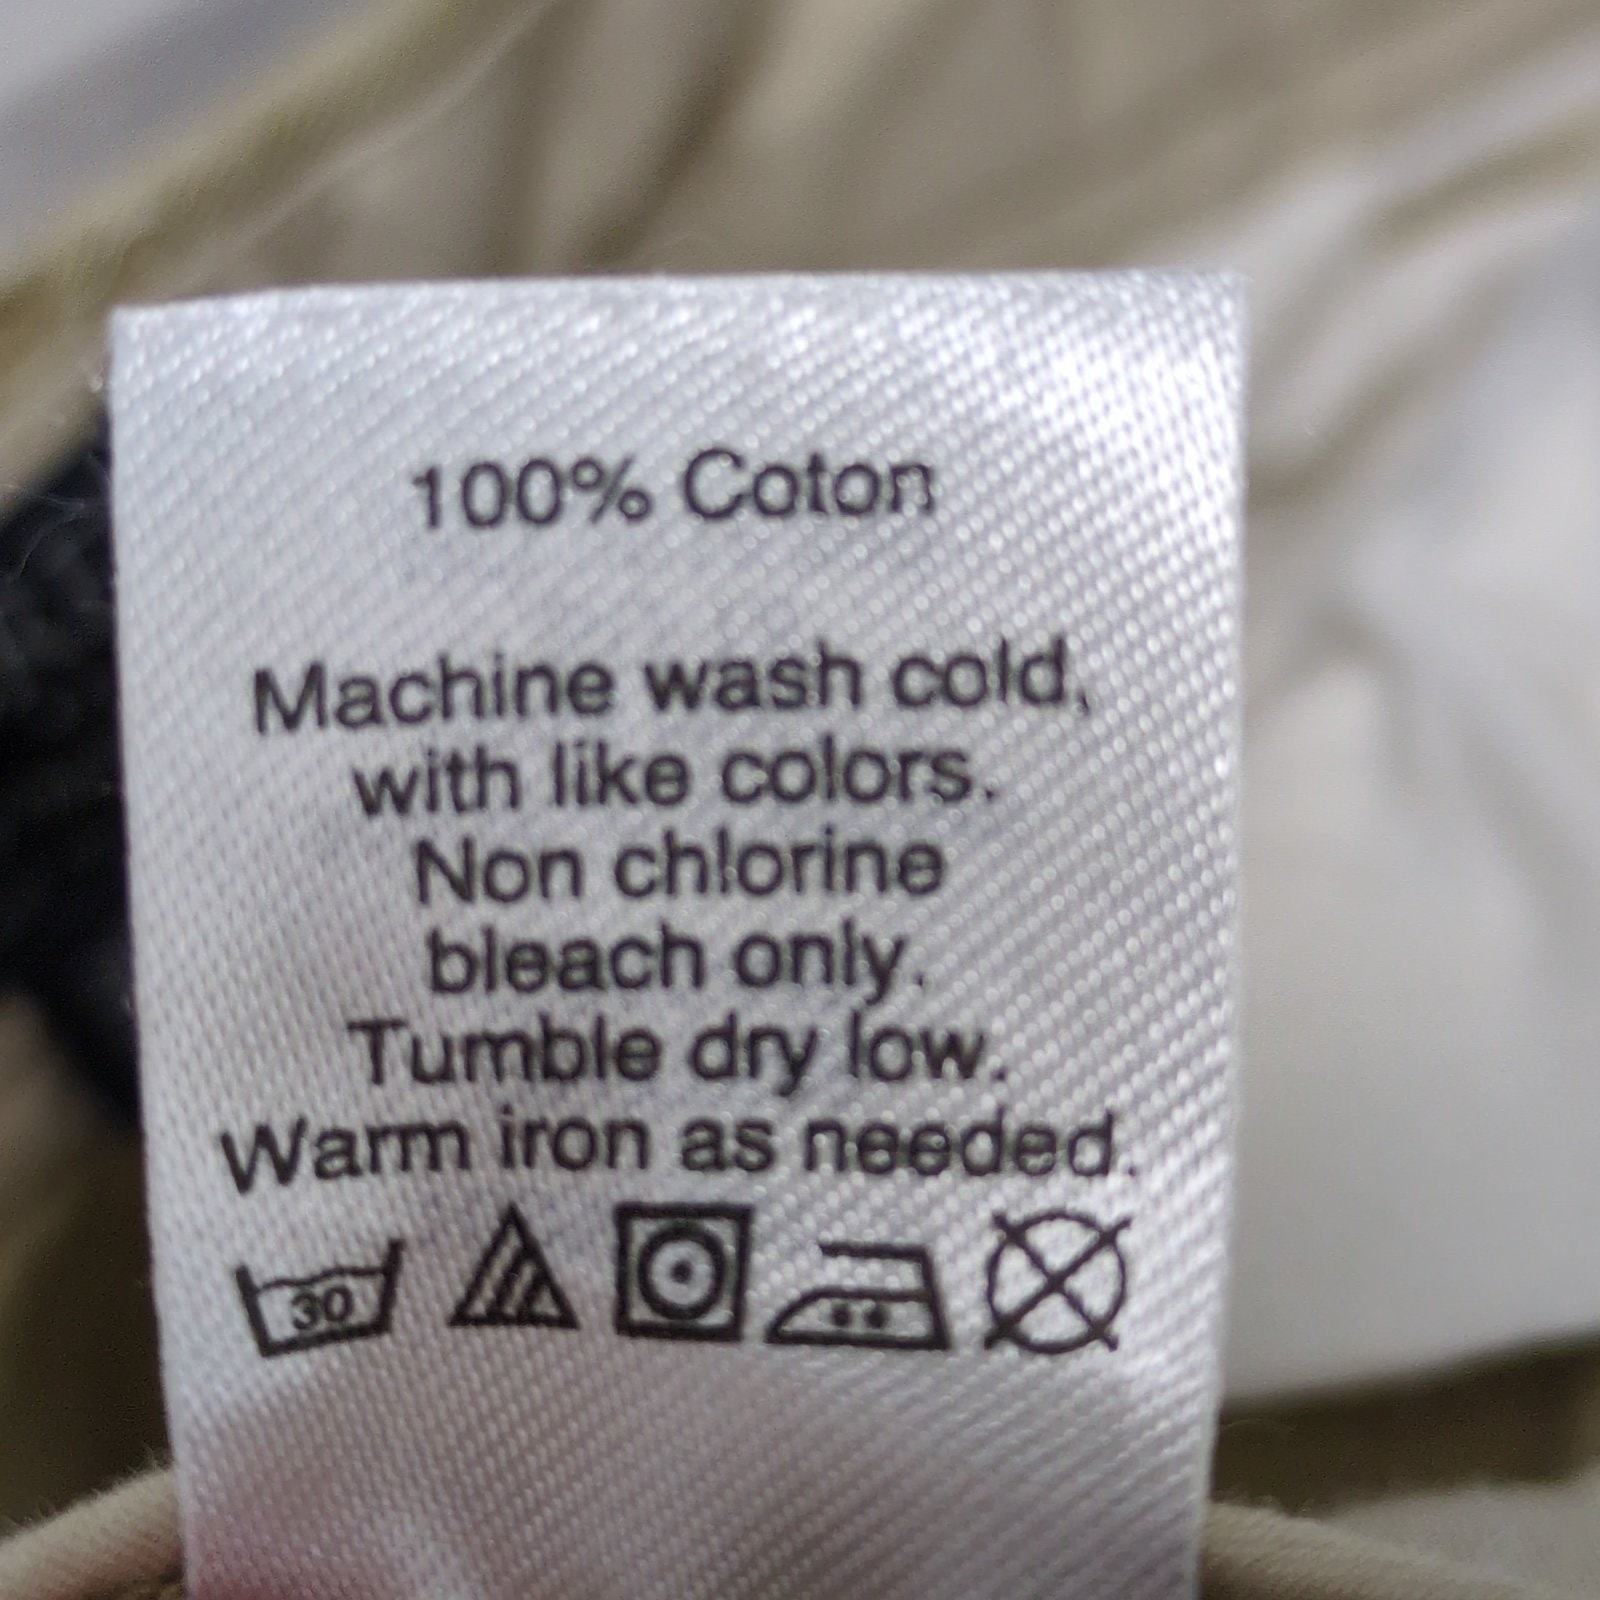 100% Coton
Machine wash cold,
with like colors.
Non chlorine
bleach only.
Tumble dry low.
Warm iron as needed.
30